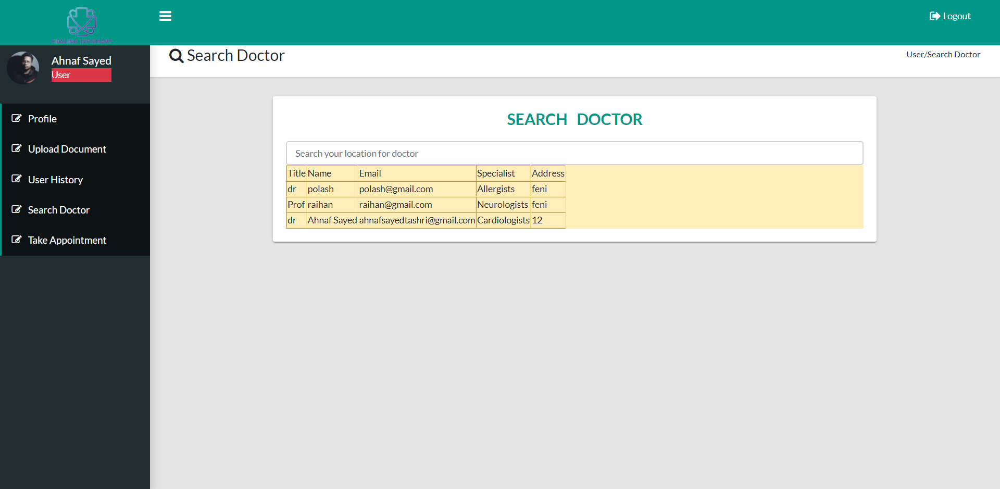 HEALING INFIRMARY
Logout
Ahnaf Sayed
User
Search Doctor
User/Search Doctor
Profile
Upload Document
User History
Search Doctor
Take Appointment
SEARCH DOCTOR
Search your location for doctor
Title Name Email Specialist Address
dr polash polash@gmail.com Allergists feni
Prof raihan raihan@gmail.com Neurologists feni
dr Ahnaf Sayed ahnafsayedtashri@gmail.com Cardiologists 12